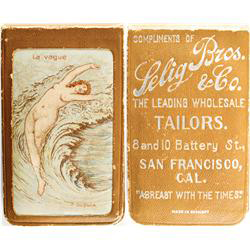 La vague
COMPLIMENTS OF
Selig Bros.
& Co.
THE LEADING WHOLESALE
TAILORS.
8 and 10 Battery St.,
SAN FRANCISCO,
CAL.
"ABREAST WITH THE TIMES."
MADE IN GERMANY